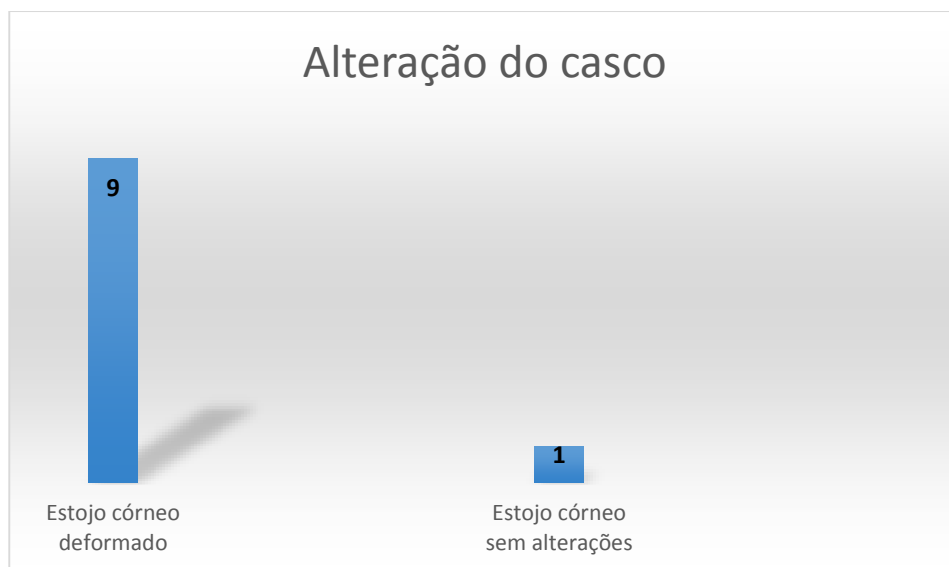 Alteração do casco
9
1
Estojo córneo
deformado
Estojo córneo
sem alterações